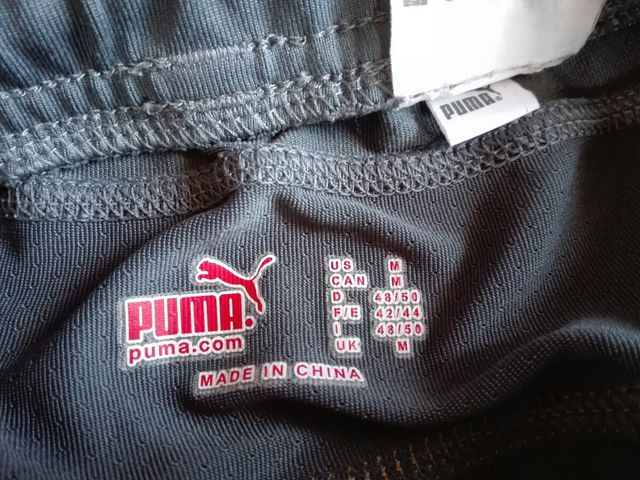 PUMA
PUMA.
puma.com
US M
CAN M
D 48/50
F/E 42/44
I 48/50
UK M
MADE IN CHINA